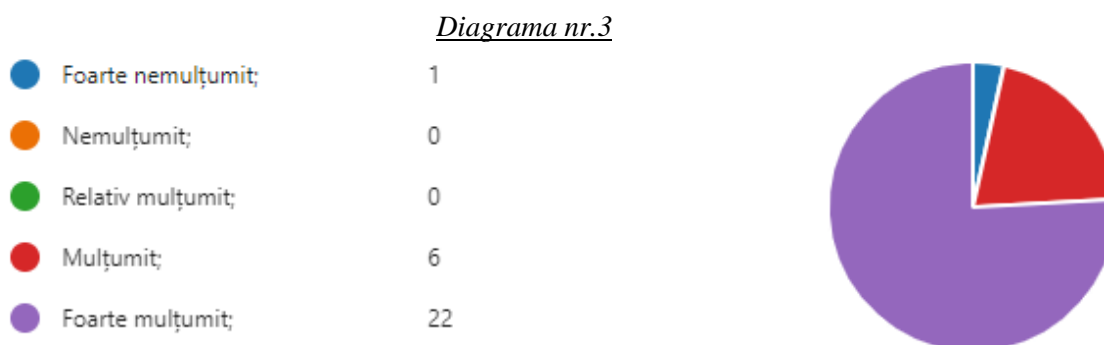 Diagrama nr.3
Foarte nemulțumit; 1
Nemulțumit; 0
Relativ mulțumit; 0
Mulțumit; 6
Foarte mulțumit; 22